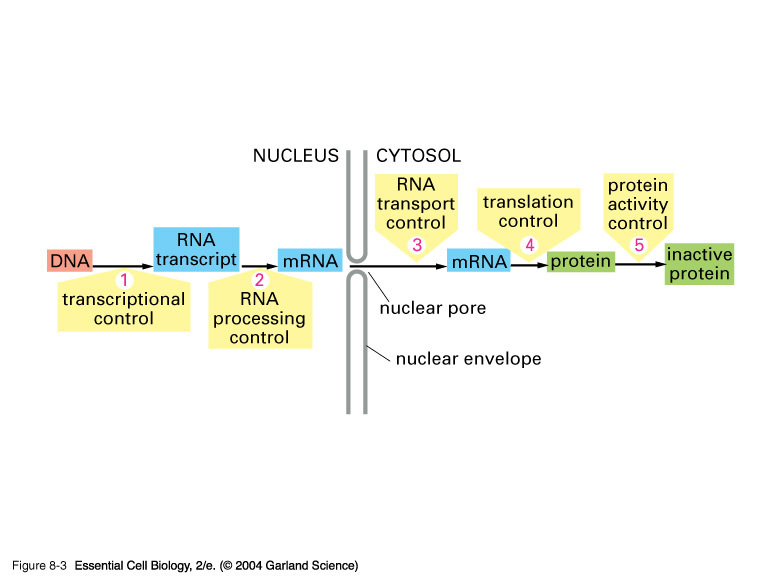 NUCLEUS
CYTOSOL
RNA
transport
control
3
translation
control
4
protein
activity
control
5
DNA
RNA
transcript
mRNA
mRNA
protein
inactive
protein
1
transcriptional
control
2
RNA
processing
control
nuclear pore
nuclear envelope
Figure 8-3 Essential Cell Biology, 2/e. (© 2004 Garland Science)